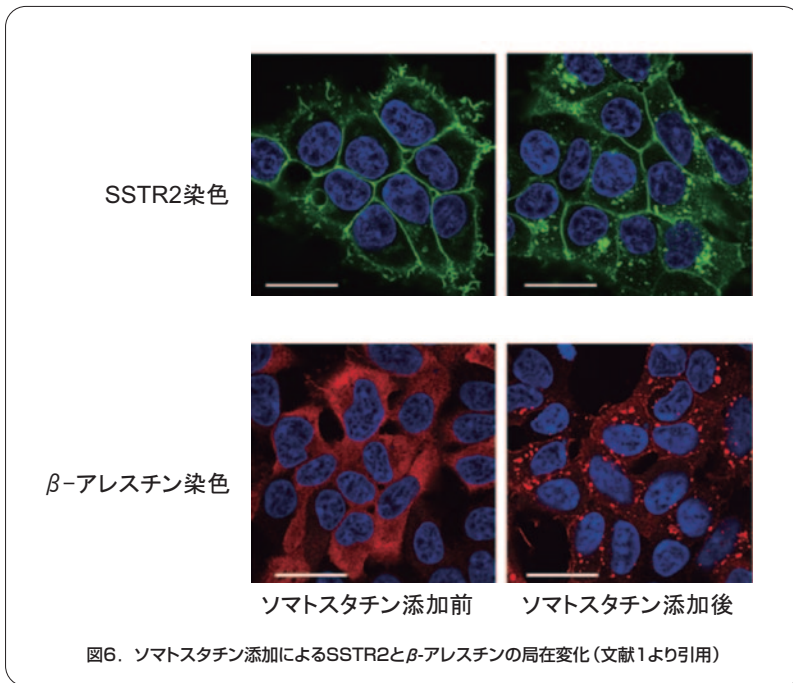 SSTR2染色
β-アレスチン染色
ソマトスタチン添加前
ソマトスタチン添加後
図6. ソマトスタチン添加によるSSTR2とβ-アレスチンの局在変化（文献1より引用）